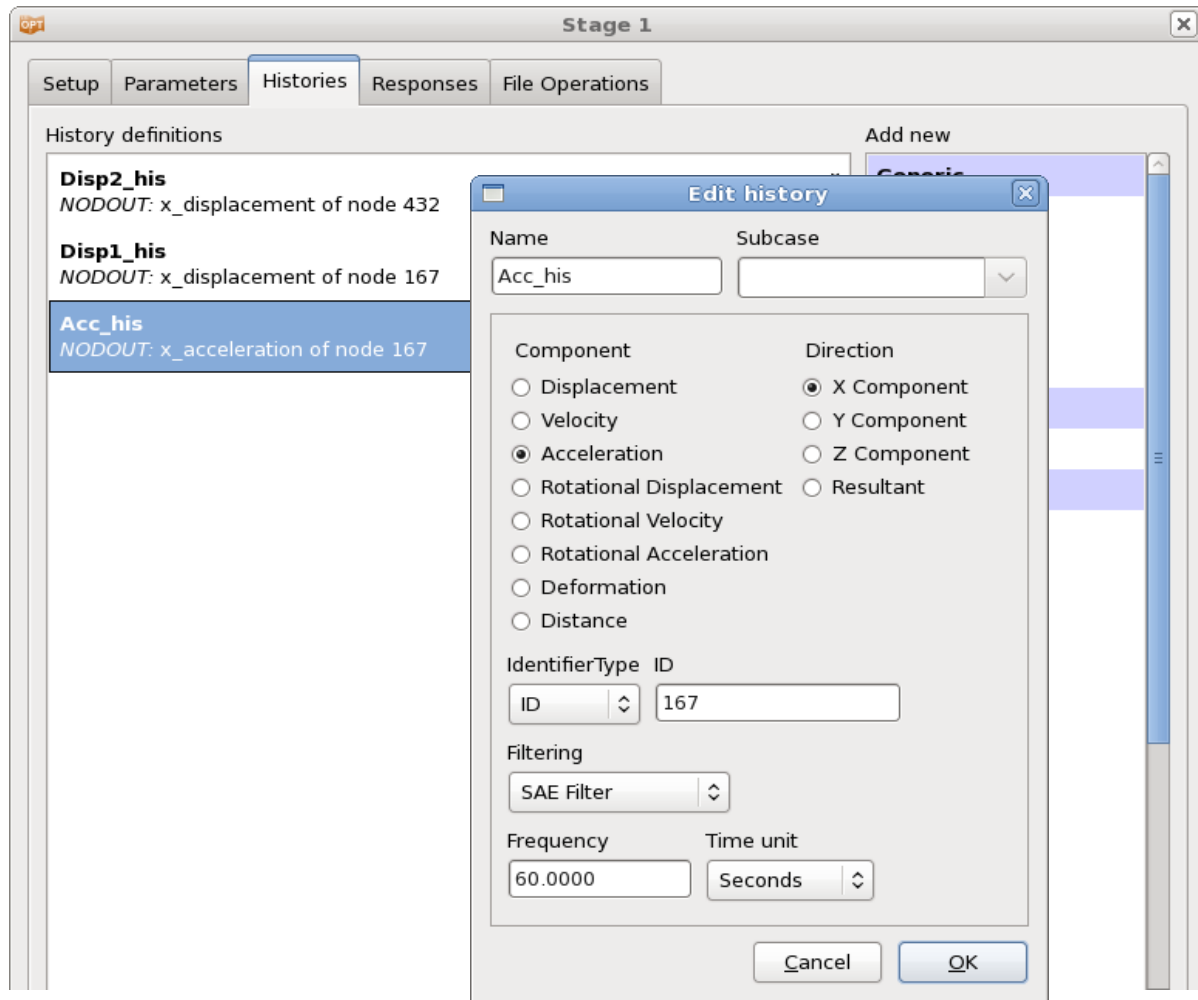 OPT
Stage 1
Setup Parameters Histories Responses File Operations
History definitions
Add new
Disp2_his
NODOUT: x_displacement of node 432
Disp1_his
NODOUT: x_displacement of node 167
Acc_his
NODOUT: x_acceleration of node 167
Generic
Edit history
Name Subcase
Acc_his
Component Direction
Displacement X Component
Velocity Y Component
Acceleration Z Component
Rotational Displacement Resultant
Rotational Velocity
Rotational Acceleration
Deformation
Distance
IdentifierType ID
ID 167
Filtering
SAE Filter
Frequency Time unit
60.0000 Seconds
Cancel OK